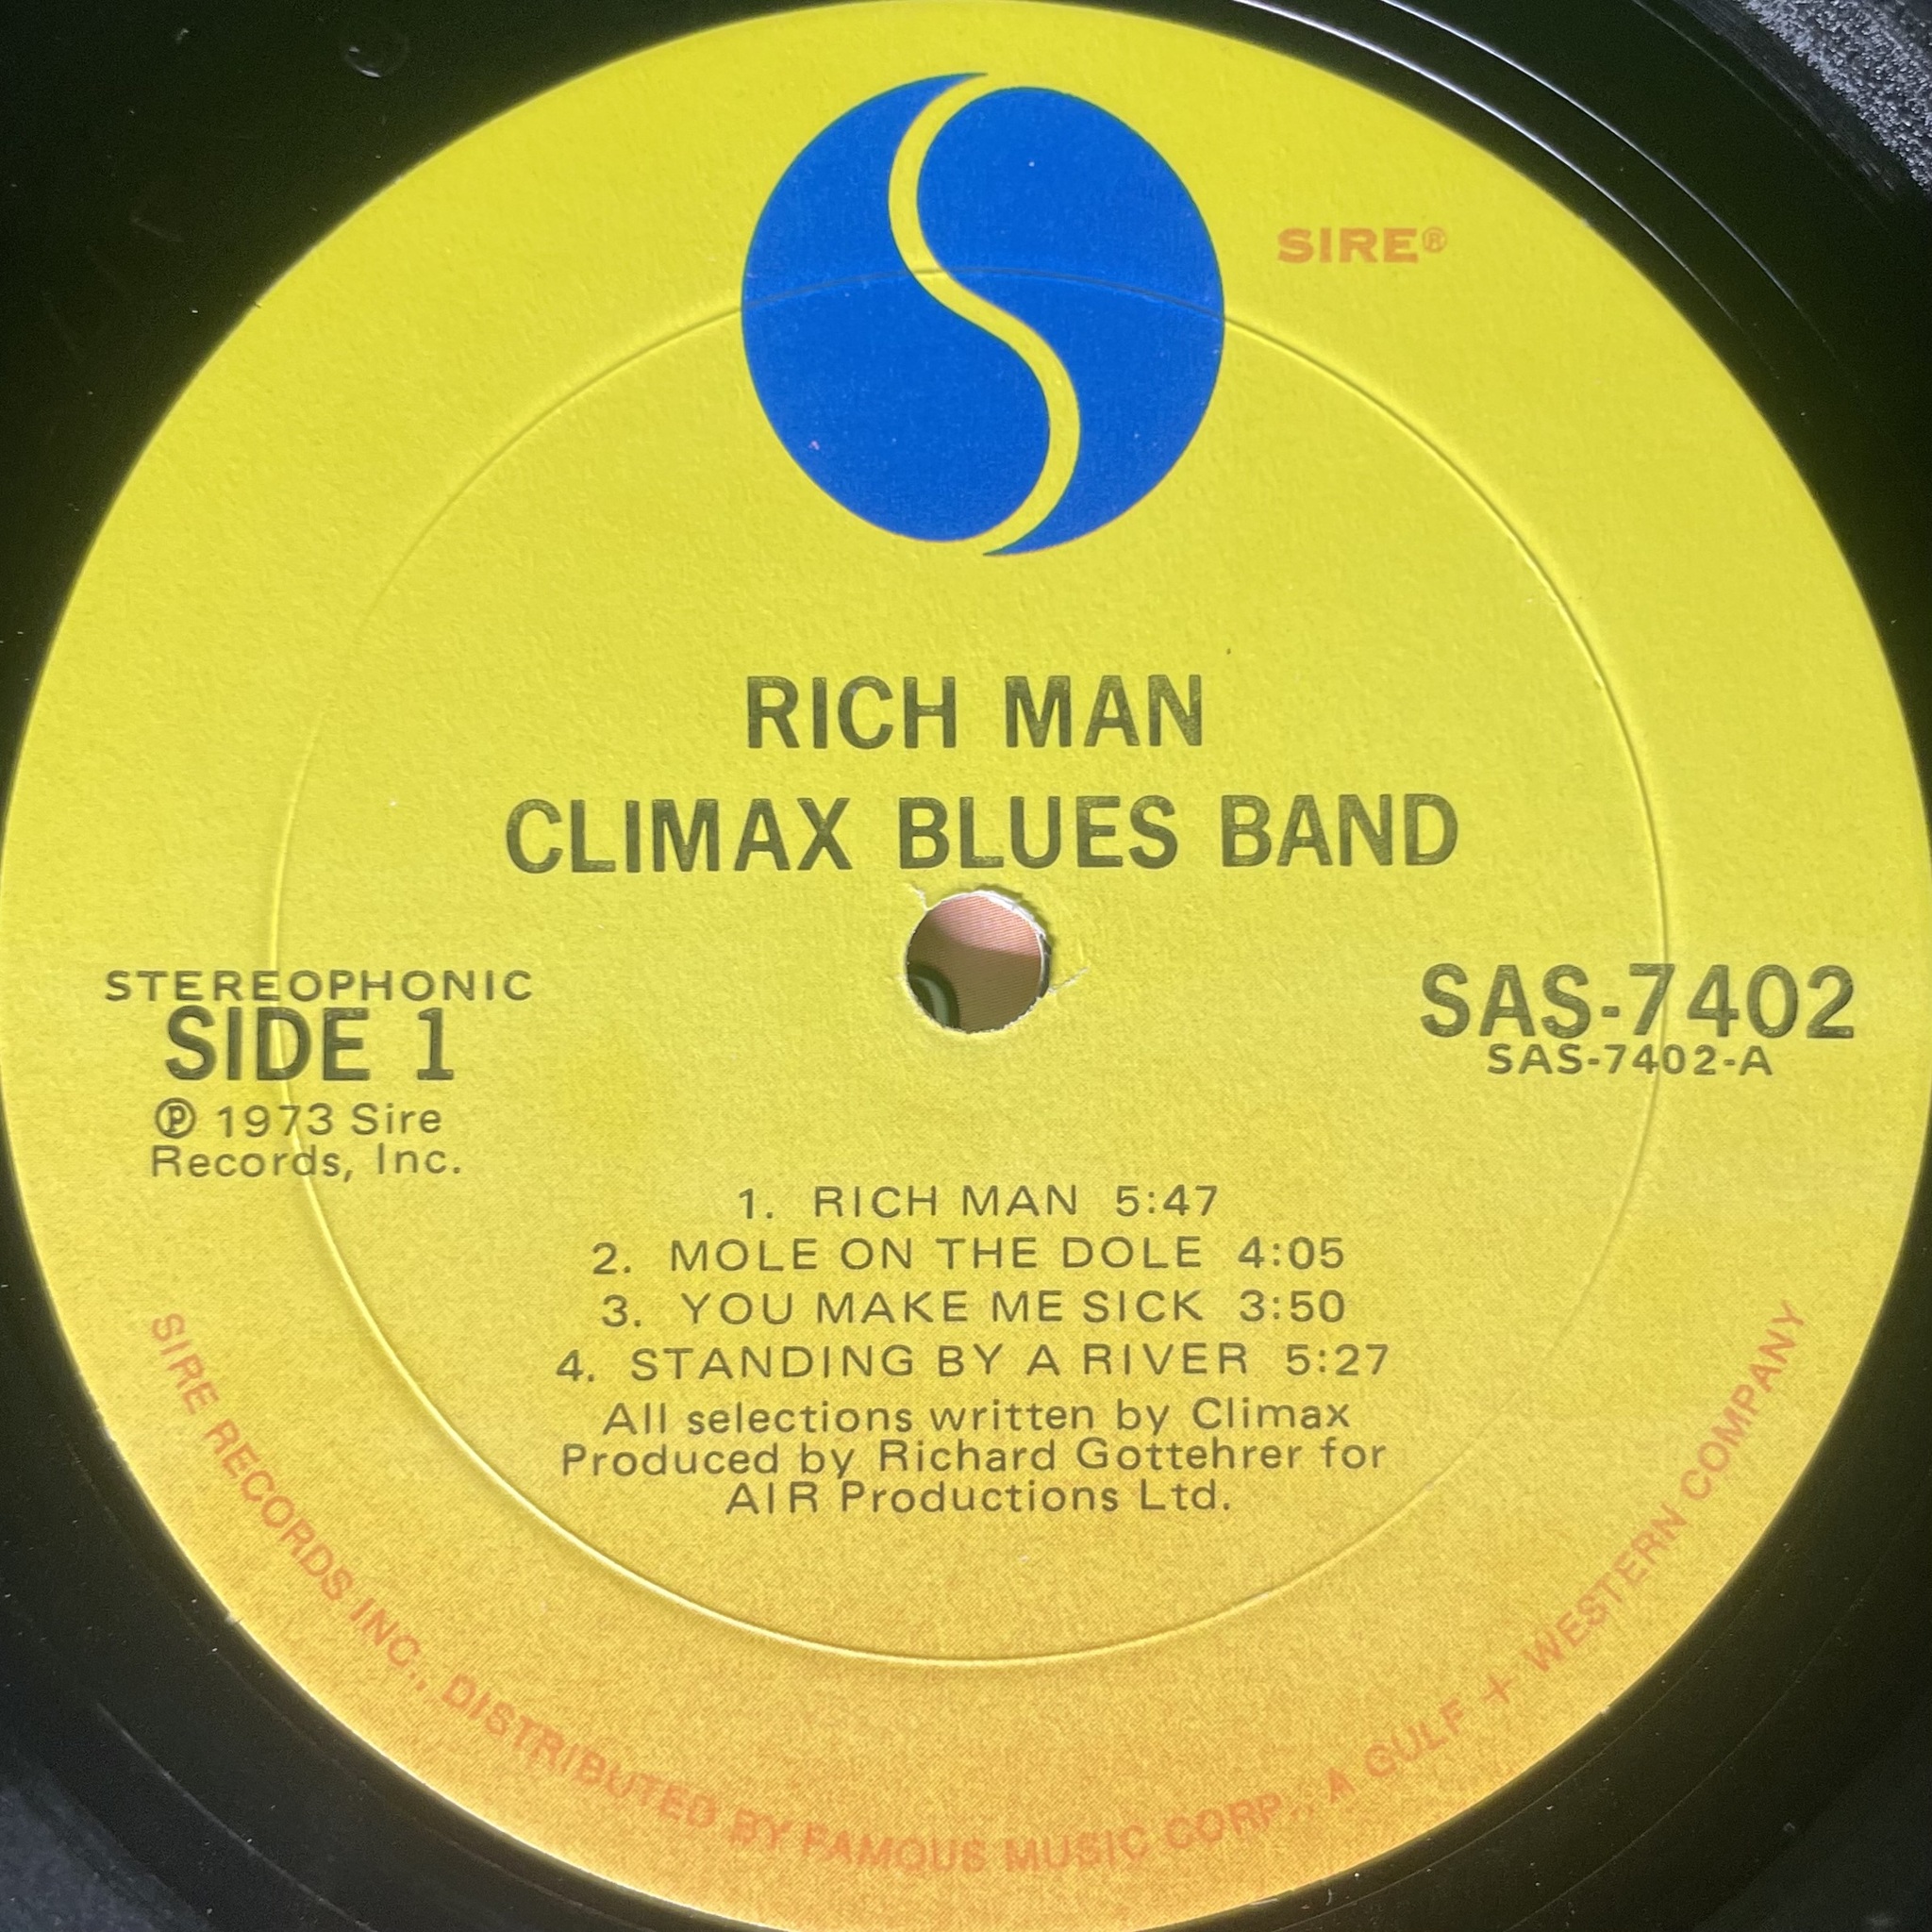 SIRE®
RICH MAN
CLIMAX BLUES BAND
STEREOPHONIC
SIDE 1
℗ 1973 Sire
Records, Inc.
SAS-7402
SAS-7402-A
1. RICH MAN 5:47
2. MOLE ON THE DOLE 4:05
3. YOU MAKE ME SICK 3:50
4. STANDING BY A RIVER 5:27
All selections written by Climax
Produced by Richard Gottehrer for
AIR Productions Ltd.
SIRE RECORDS INC., DISTRIBUTED BY FAMOUS MUSIC CORP., A GULF + WESTERN COMPANY